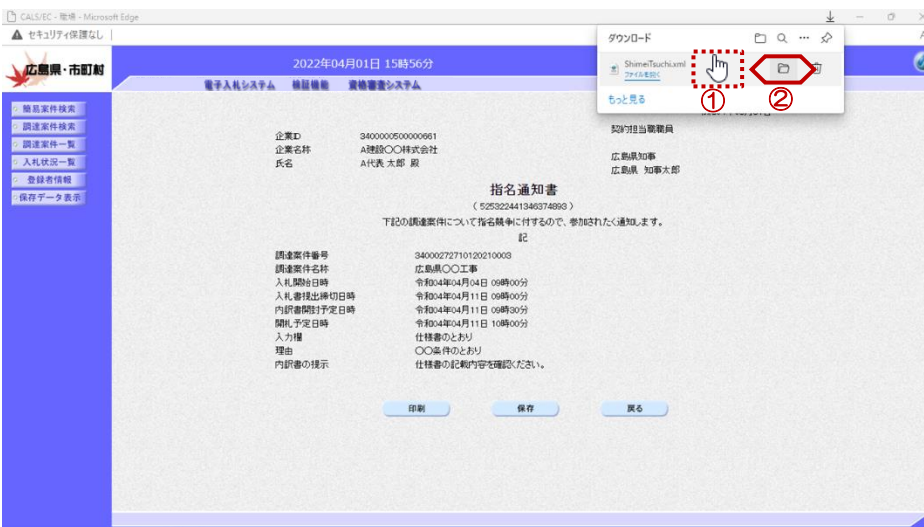 CALS/EC - 職場 - Microsoft Edge
セキュリティ保護なし
ダウンロード
ShimeiTsuchi.xml
ファイルを開く
もっと見る
①
②
広島県・市町村
2022年04月01日 15時56分
電子入札システム 検証機能 資格審査システム
簡易案件検索
調達案件検索
調達案件一覧
入札状況一覧
登録者情報
保存データ表示
契約担当職員
企業ID 3400000500000661
企業名称 A建設〇〇株式会社
氏名 A代表 太郎 殿
広島県知事
広島県 知事太郎
指名通知書
( 525322441346374893 )
下記の調達案件について指名競争に付するので、参加されたく通知します。
記
調達案件番号 34000272710120210003
調達案件名称 広島県〇〇工事
入札開始日時 令和04年04月04日 09時00分
入札書提出締切日時 令和04年04月11日 09時00分
内訳書開封予定日時 令和04年04月11日 09時30分
開札予定日時 令和04年04月11日 10時00分
入力欄 仕様書のとおり
理由 〇〇条件のとおり
内訳書の提示 仕様書の記載内容を確認ください。
印刷 保存 戻る